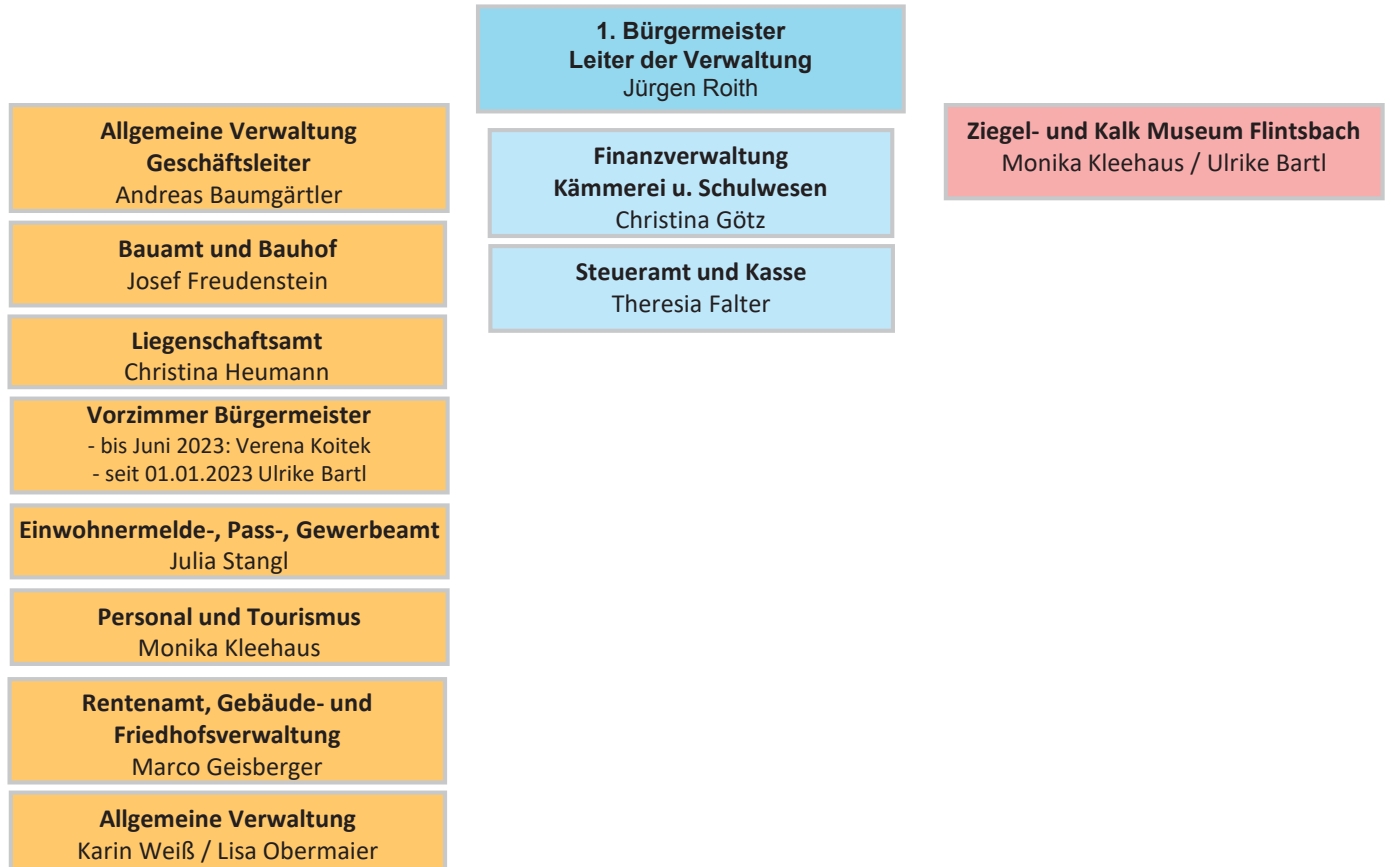 1. Bürgermeister
Leiter der Verwaltung
Jürgen Roith
Allgemeine Verwaltung
Geschäftsleiter
Andreas Baumgärtler
Bauamt und Bauhof
Josef Freudenstein
Liegenschaftsamt
Christina Heumann
Vorzimmer Bürgermeister
- bis Juni 2023: Verena Koitek
- seit 01.01.2023 Ulrike Bartl
Einwohnermelde-, Pass-, Gewerbeamt
Julia Stangl
Personal und Tourismus
Monika Kleehaus
Rentenamt, Gebäude- und
Friedhofsverwaltung
Marco Geisberger
Allgemeine Verwaltung
Karin Weiß / Lisa Obermaier
Finanzverwaltung
Kämmerei u. Schulwesen
Christina Götz
Steueramt und Kasse
Theresia Falter
Ziegel- und Kalk Museum Flintsbach
Monika Kleehaus / Ulrike Bartl